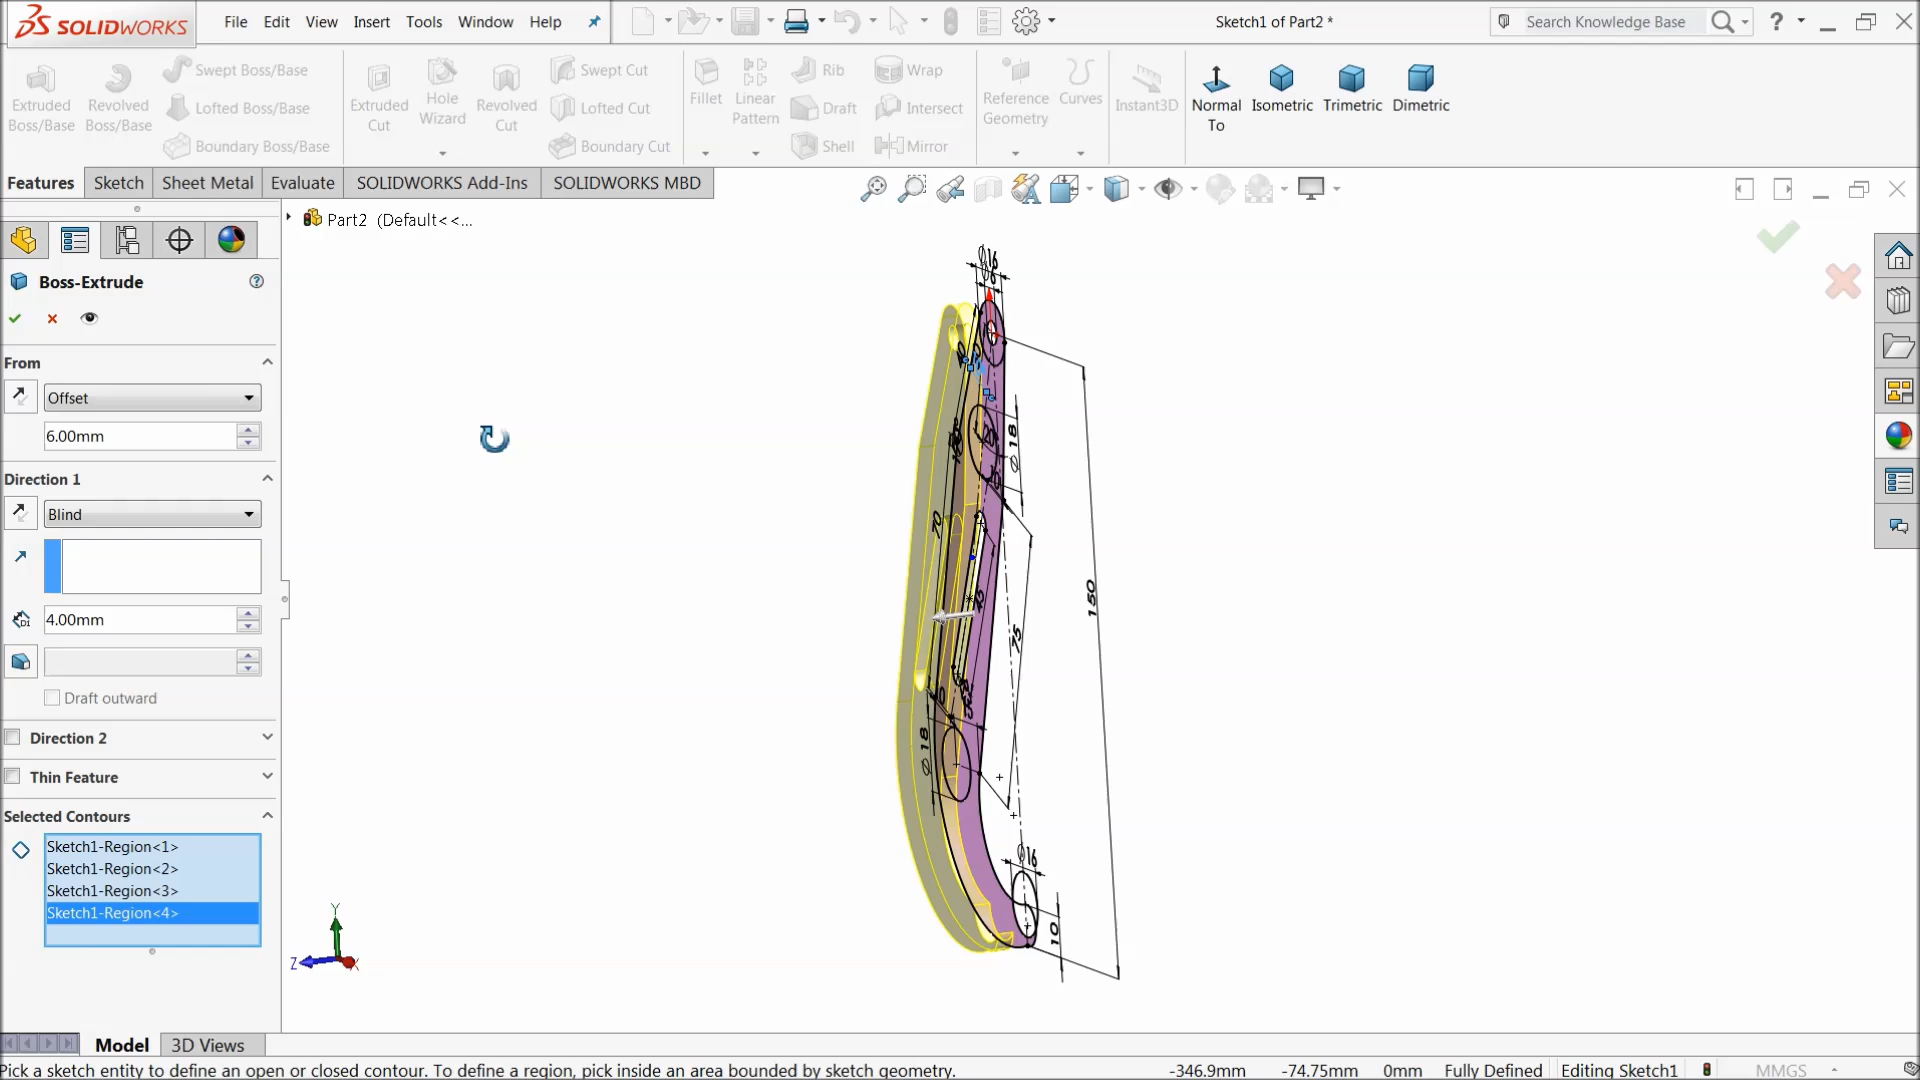 SOLIDWORKS
File Edit View Insert Tools Window Help
Sketch1 of Part2 *
Search Knowledge Base
?
Extruded Boss/Base
Revolved Boss/Base
Swept Boss/Base
Lofted Boss/Base
Boundary Boss/Base
Extruded Cut
Hole Wizard
Revolved Cut
Swept Cut
Lofted Cut
Boundary Cut
Fillet
Linear Pattern
Rib
Draft
Shell
Wrap
Intersect
Mirror
Reference Geometry
Curves
Instant3D
Normal To
Isometric
Trimetric
Dimetric
Features Sketch Sheet Metal Evaluate SOLIDWORKS Add-Ins SOLIDWORKS MBD
Part2 (Default<<...
Boss-Extrude
From
Offset
6.00mm
Direction 1
Blind
4.00mm
Draft outward
Direction 2
Thin Feature
Selected Contours
Sketch1-Region<1>
Sketch1-Region<2>
Sketch1-Region<3>
Sketch1-Region<4>
Ø16
Ø18
70
75
150
Ø18
Ø16
10
Y
Z
X
Model 3D Views
Pick a sketch entity to define an open or closed contour. To define a region, pick inside an area bounded by sketch geometry.
-346.9mm -74.75mm 0mm Fully Defined Editing Sketch1 MMGS